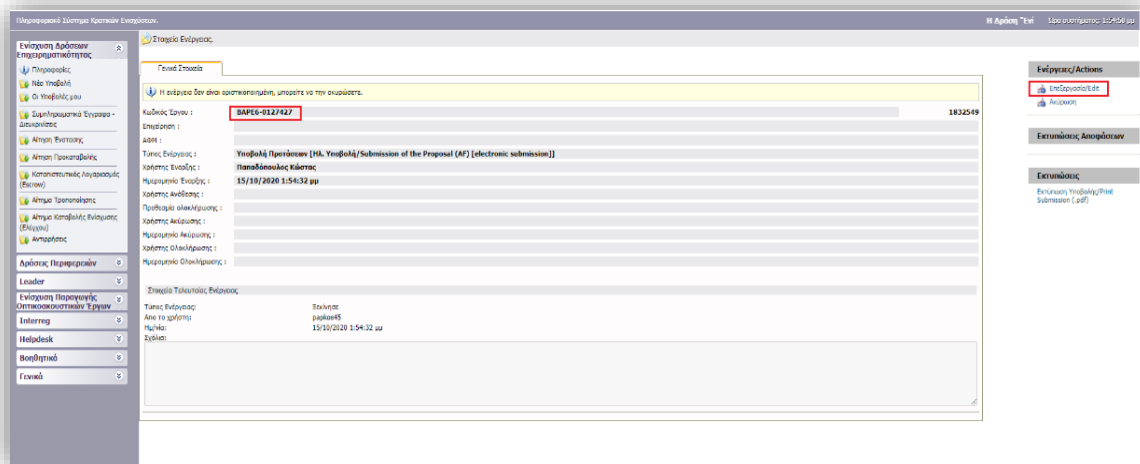 Πληροφοριακό Σύστημα Κρατικών Ενισχύσεων.
Η Δράση "Ενί
Ώρα συστήματος: 1:54:58 μμ
Ενίσχυση Δράσεων Επιχειρηματικότητας
Πληροφορίες
Νέα Υποβολή
Οι Υποβολές μου
Συμπληρωματικά Έγγραφα - Διευκρινίσεις
Αίτηση Ένστασης
Αίτηση Προκαταβολής
Καταπιστευτικός Λογαριασμός (Escrow)
Αίτημα Τροποποίησης
Αίτημα Καταβολής Ενίσχυσης (Ελέγχου)
Αντιρρήσεις
Δράσεις Περιφερειών
Leader
Ενίσχυση Παραγωγής Οπτικοακουστικών Έργων
Interreg
Helpdesk
Βοηθητικά
Γενικά
Στοιχεία Ενέργειας.
Γενικά Στοιχεία
Η ενέργεια δεν είναι οριστικοποιημένη, μπορείτε να την ακυρώσετε.
Κωδικός Έργου : BAPE6-0127427 1832549
Επιχείρηση :
ΑΦΜ :
Τύπος Ενέργειας : Υποβολή Προτάσεων [Ηλ. Υποβολή/Submission of the Proposal (AF) [electronic submission]]
Χρήστης Έναρξης : Παπαδόπουλος Κώστας
Ημερομηνία Έναρξης : 15/10/2020 1:54:32 μμ
Χρήστης Ανάθεσης :
Προθεσμία ολοκλήρωσης :
Χρήστης Ακύρωσης :
Ημερομηνία Ακύρωσης :
Χρήστης Ολοκλήρωσης :
Ημερομηνία Ολοκλήρωσης :
Στοιχεία Τελευταίας Ενέργειας
Τύπος Ενέργειας: Ξεκίνησε
Απο το χρήστη: papkos45
Ημ/νία: 15/10/2020 1:54:32 μμ
Σχόλια:
Ενέργειες/Actions
Επεξεργασία/Edit
Ακύρωση
Εκτυπώσεις Αποφάσεων
Εκτυπώσεις
Εκτύπωση Υποβολής/Print Submission (.pdf)